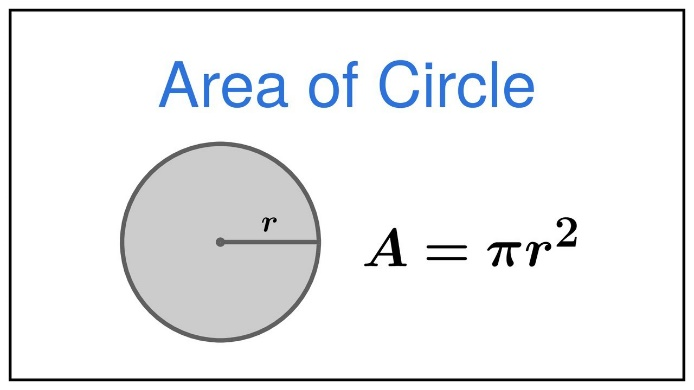 Area of Circle
r
A = πr²